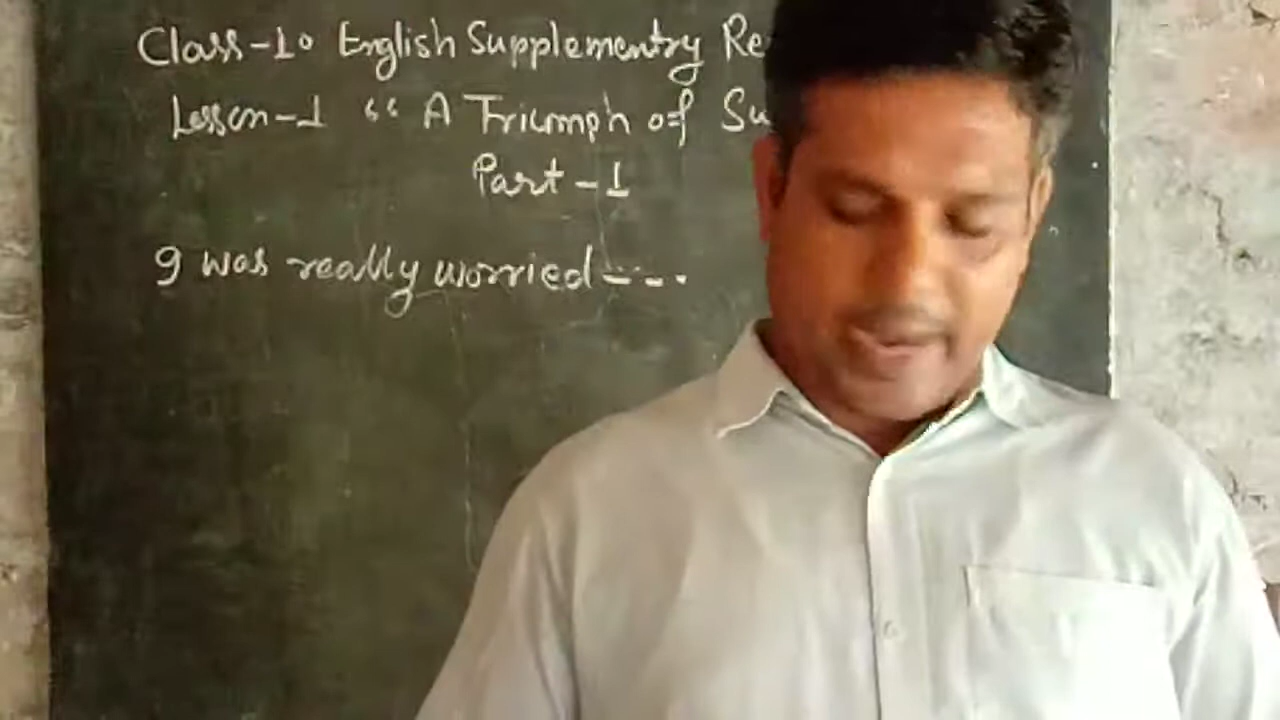 Class-10 English Supplementry Re
Lesson-1 “ A Triumph of Su
Part-1
I was really worried----